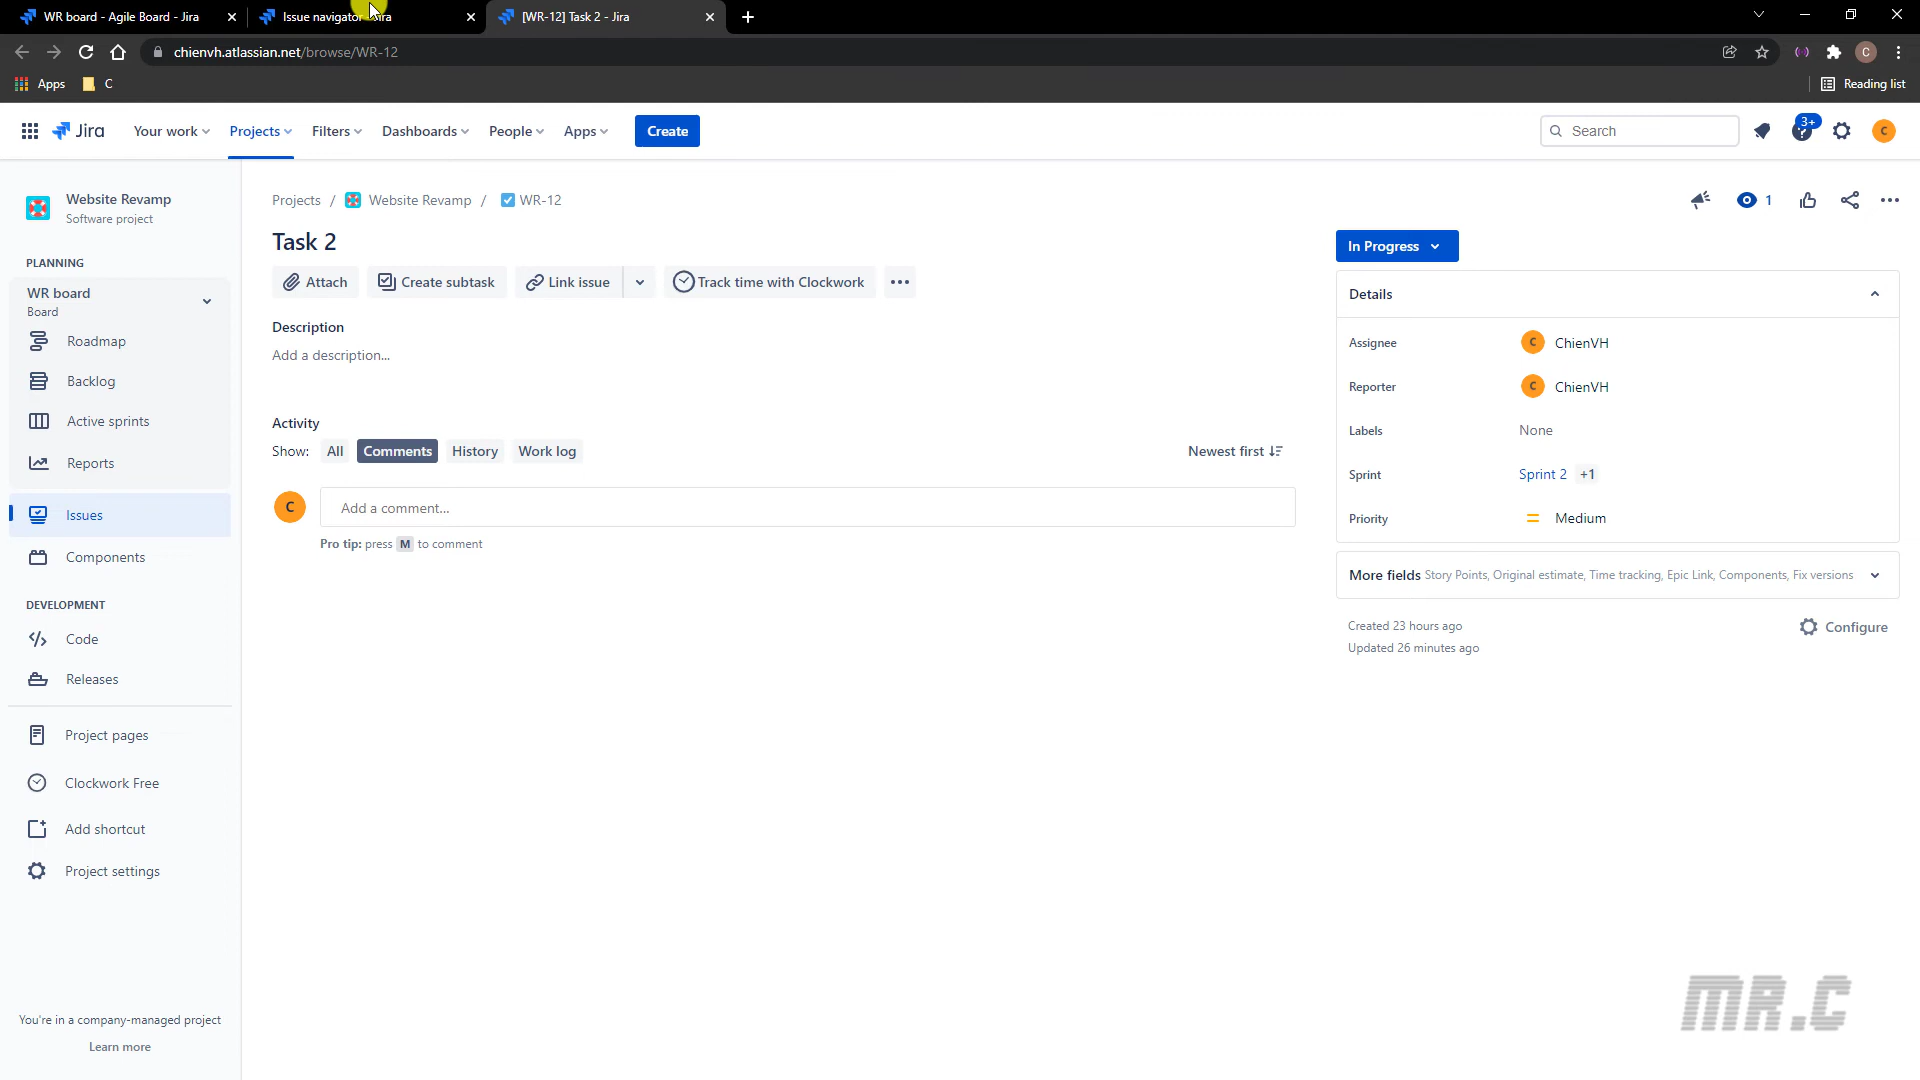 WR board - Agile Board - Jira
Issue navigator - Jira
[WR-12] Task 2 - Jira
chienvh.atlassian.net/browse/WR-12
C
Apps
C
Reading list
Jira
Your work
Projects
Filters
Dashboards
People
Apps
Create
Search
3+
C
Website Revamp
Software project
PLANNING
WR board
Board
Roadmap
Backlog
Active sprints
Reports
Issues
Components
DEVELOPMENT
Code
Releases
Project pages
Clockwork Free
Add shortcut
Project settings
You're in a company-managed project
Learn more
Projects / Website Revamp / WR-12
1
Task 2
Attach
Create subtask
Link issue
Track time with Clockwork
Description
Add a description...
Activity
Show: All Comments History Work log
Newest first
C
Add a comment...
Pro tip: press M to comment
In Progress
Details
Assignee C ChienVH
Reporter C ChienVH
Labels None
Sprint Sprint 2 +1
Priority Medium
More fields Story Points, Original estimate, Time tracking, Epic Link, Components, Fix versions
Created 23 hours ago
Configure
Updated 26 minutes ago
MR.C